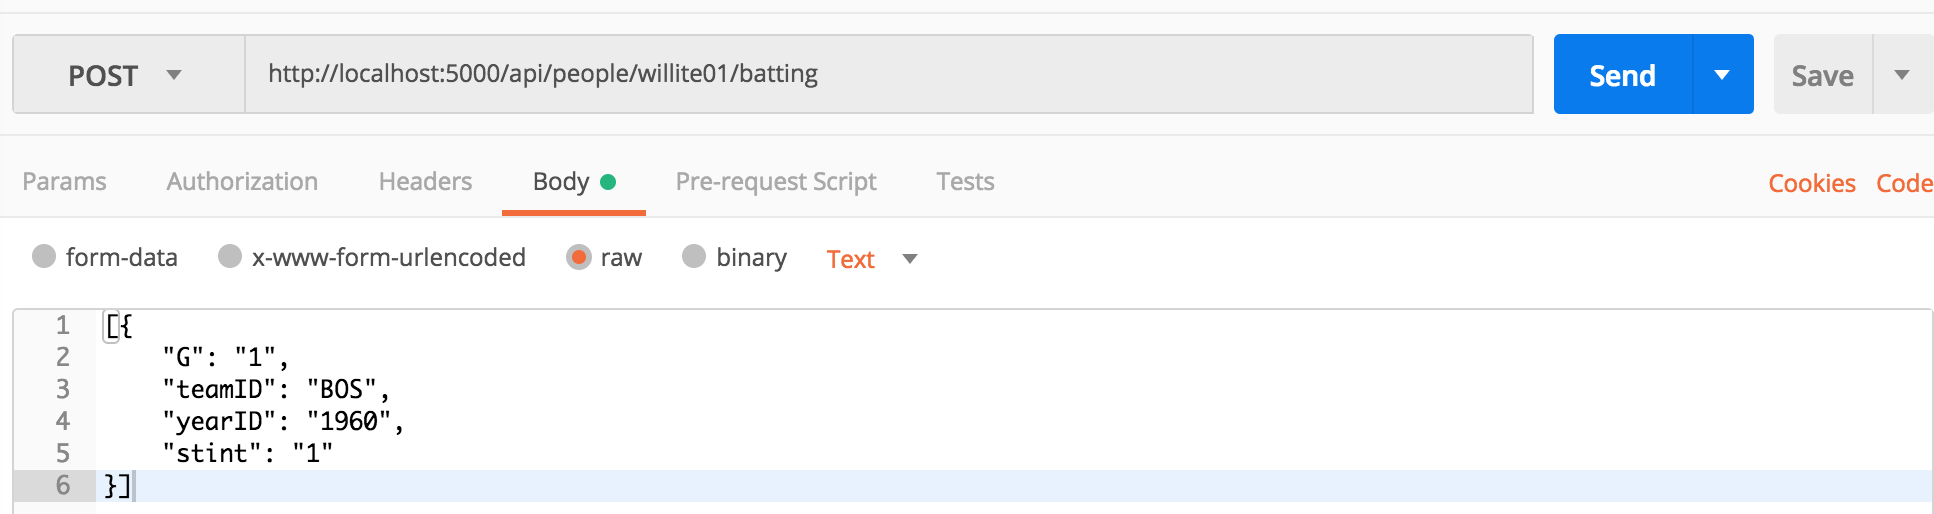 POST http://localhost:5000/api/people/willite01/batting Send Save
Params Authorization Headers Body Pre-request Script Tests Cookies Code
form-data x-www-form-urlencoded raw binary Text
1 [{
2 "G": "1",
3 "teamID": "BOS",
4 "yearID": "1960",
5 "stint": "1"
6 }]